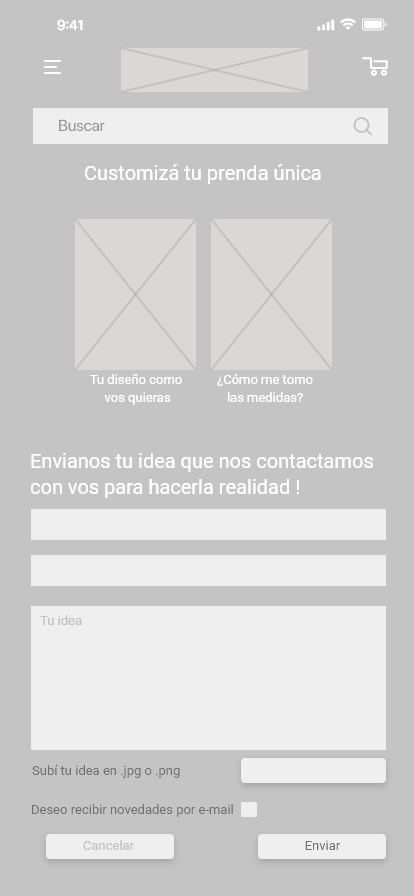 9:41
Buscar
Customizá tu prenda única
Tu diseño como
vos quieras
¿Cómo me tomo
las medidas?
Envianos tu idea que nos contactamos
con vos para hacerla realidad !
Tu idea
Subí tu idea en .jpg o .png
Deseo recibir novedades por e-mail
Cancelar
Enviar